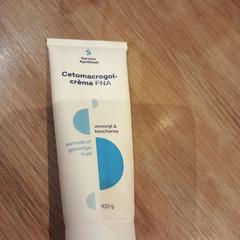 Service
Apotheek
Cetomacrogol-
crème FNA
verzorgt &
beschermt
normale of
gevoelige
huid
100 g